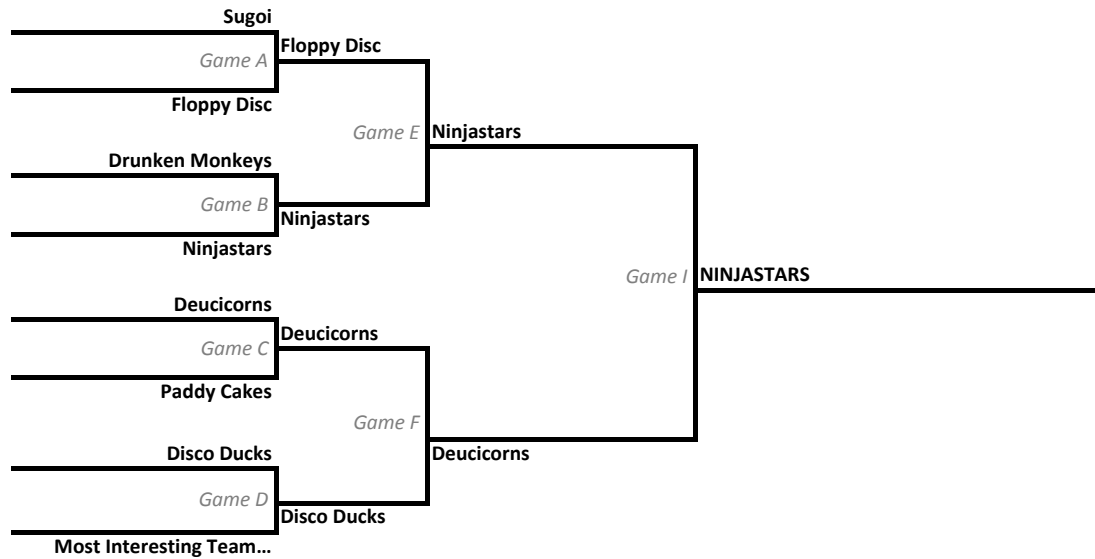 Sugoi
Game A
Floppy Disc
Floppy Disc
Game E
Ninjastars
Drunken Monkeys
Game B
Ninjastars
Ninjastars
Game I
NINJASTARS
Deucicorns
Game C
Deucicorns
Paddy Cakes
Game F
Deucicorns
Disco Ducks
Game D
Disco Ducks
Most Interesting Team…